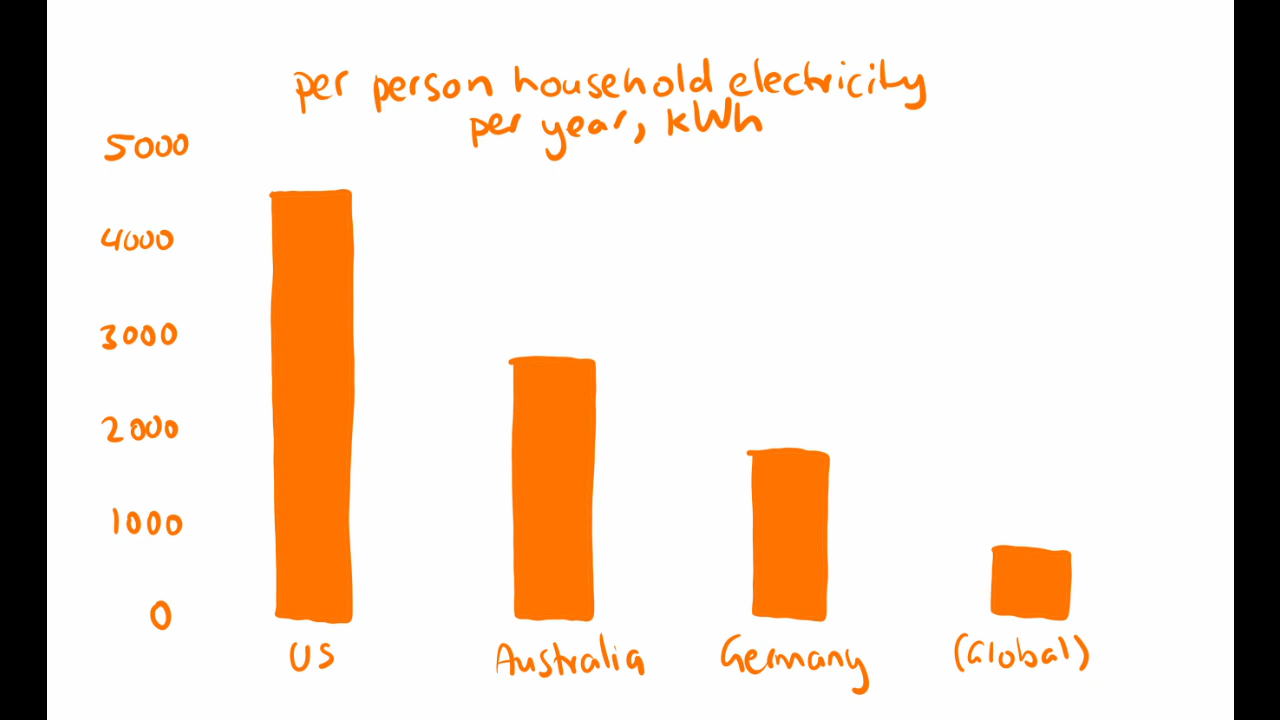 per person household electricity
per year, kWh
5000
4000
3000
2000
1000
0
US
Australia
Germany
(Global)